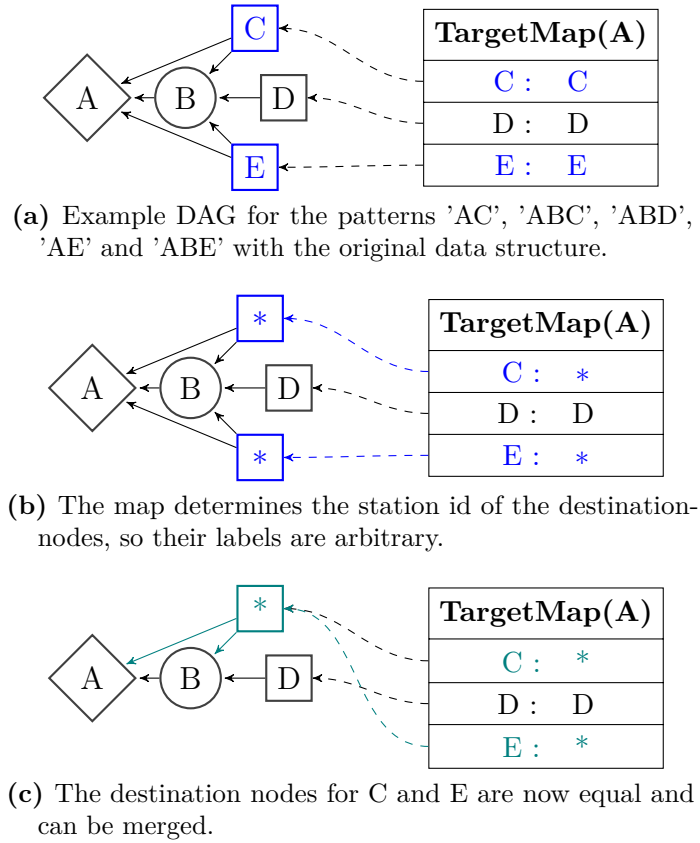 C
A
B
D
E
TargetMap(A)
C : C
D : D
E : E
(a) Example DAG for the patterns 'AC', 'ABC', 'ABD',
'AE' and 'ABE' with the original data structure.
*
A
B
D
*
TargetMap(A)
C : *
D : D
E : *
(b) The map determines the station id of the destination-
nodes, so their labels are arbitrary.
*
A
B
D
TargetMap(A)
C : *
D : D
E : *
(c) The destination nodes for C and E are now equal and
can be merged.